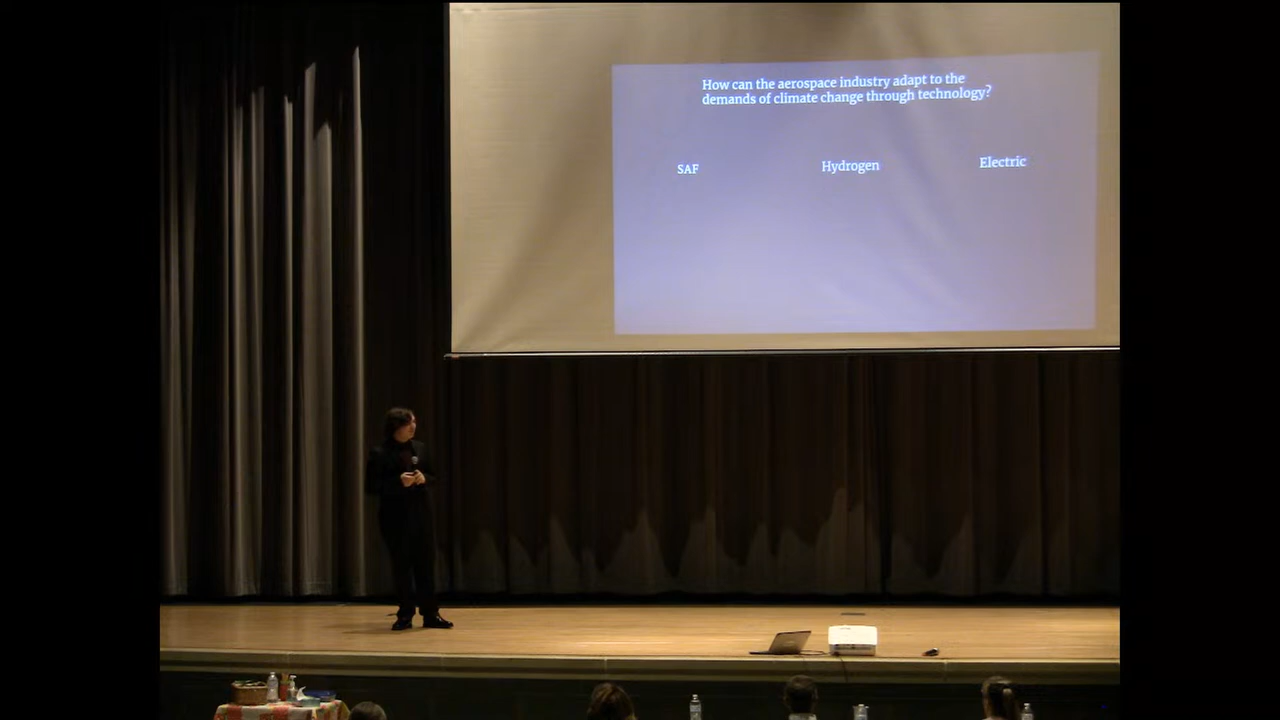 How can the aerospace industry adapt to the
demands of climate change through technology?
SAF Hydrogen Electric